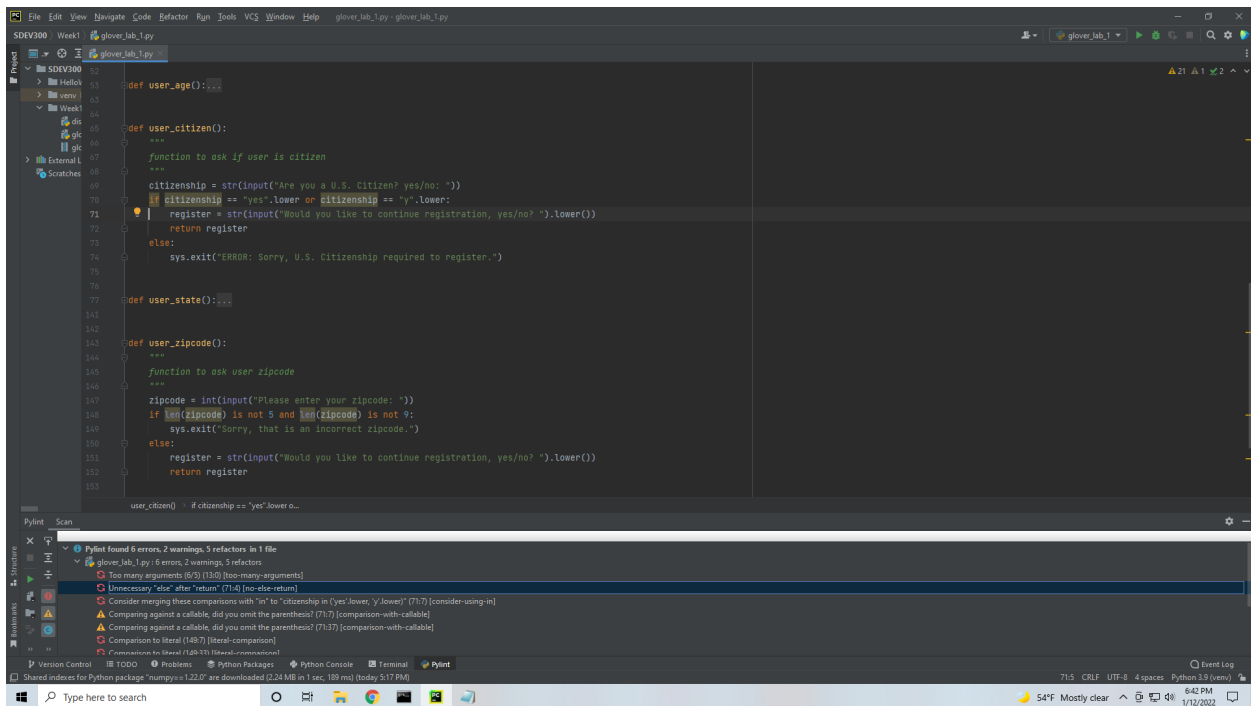 File Edit View Navigate Code Refactor Run Tools VCS Window Help glover_lab_1.py - glover_lab_1.py
SDEV300 Week1 glover_lab_1.py glover_lab_1
Project glover_lab_1.py
SDEV300
Hello
venv
Week1
dis
glc
glc
External L
Scratches
21 1 2
52
53 def user_age():...
63
64
65 def user_citizen():
66 """
67 function to ask if user is citizen
68 """
69 citizenship = str(input("Are you a U.S. Citizen? yes/no: "))
70 if citizenship == "yes".lower or citizenship == "y".lower:
71 register = str(input("Would you like to continue registration, yes/no? ").lower())
72 return register
73 else:
74 sys.exit("ERROR: Sorry, U.S. Citizenship required to register.")
75
76
77 def user_state():...
141
142
143 def user_zipcode():
144 """
145 function to ask user zipcode
146 """
147 zipcode = int(input("Please enter your zipcode: "))
148 if len(zipcode) is not 5 and len(zipcode) is not 9:
149 sys.exit("Sorry, that is an incorrect zipcode.")
150 else:
151 register = str(input("Would you like to continue registration, yes/no? ").lower())
152 return register
153
user_citizen() if citizenship == "yes".lower o...
Pylint Scan
Pylint found 6 errors, 2 warnings, 5 refactors in 1 file
glover_lab_1.py : 6 errors, 2 warnings, 5 refactors
Too many arguments (6/5) (13:0) [too-many-arguments]
Unnecessary "else" after "return" (71:4) [no-else-return]
Consider merging these comparisons with "in" to "citizenship in ('yes'.lower, 'y'.lower)" (71:7) [consider-using-in]
Comparing against a callable, did you omit the parenthesis? (71:7) [comparison-with-callable]
Comparing against a callable, did you omit the parenthesis? (71:37) [comparison-with-callable]
Comparison to literal (149:7) [literal-comparison]
Comparison to literal (149:33) [literal-comparison]
Structure
Bookmarks
Version Control TODO Problems Python Packages Python Console Terminal Pylint Event Log
Shared indexes for Python package "numpy==1.22.0" are downloaded (2.24 MB in 1 sec, 189 ms) (today 5:17 PM) 71:5 CRLF UTF-8 4 spaces Python 3.9 (venv)
Type here to search 54°F Mostly clear 6:42 PM
1/12/2022